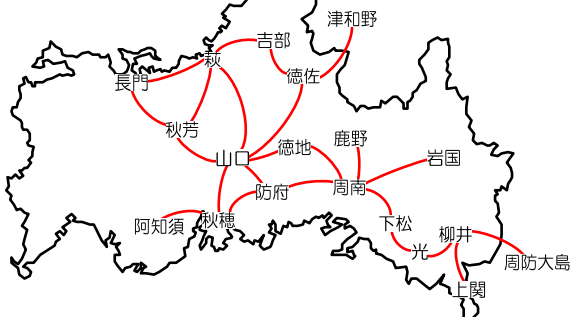 津和野
吉部
萩
徳佐
長門
秋芳
鹿野
徳地
山口
岩国
周南
防府
秋穂
阿知須
下松
柳井
光
周防大島
上関